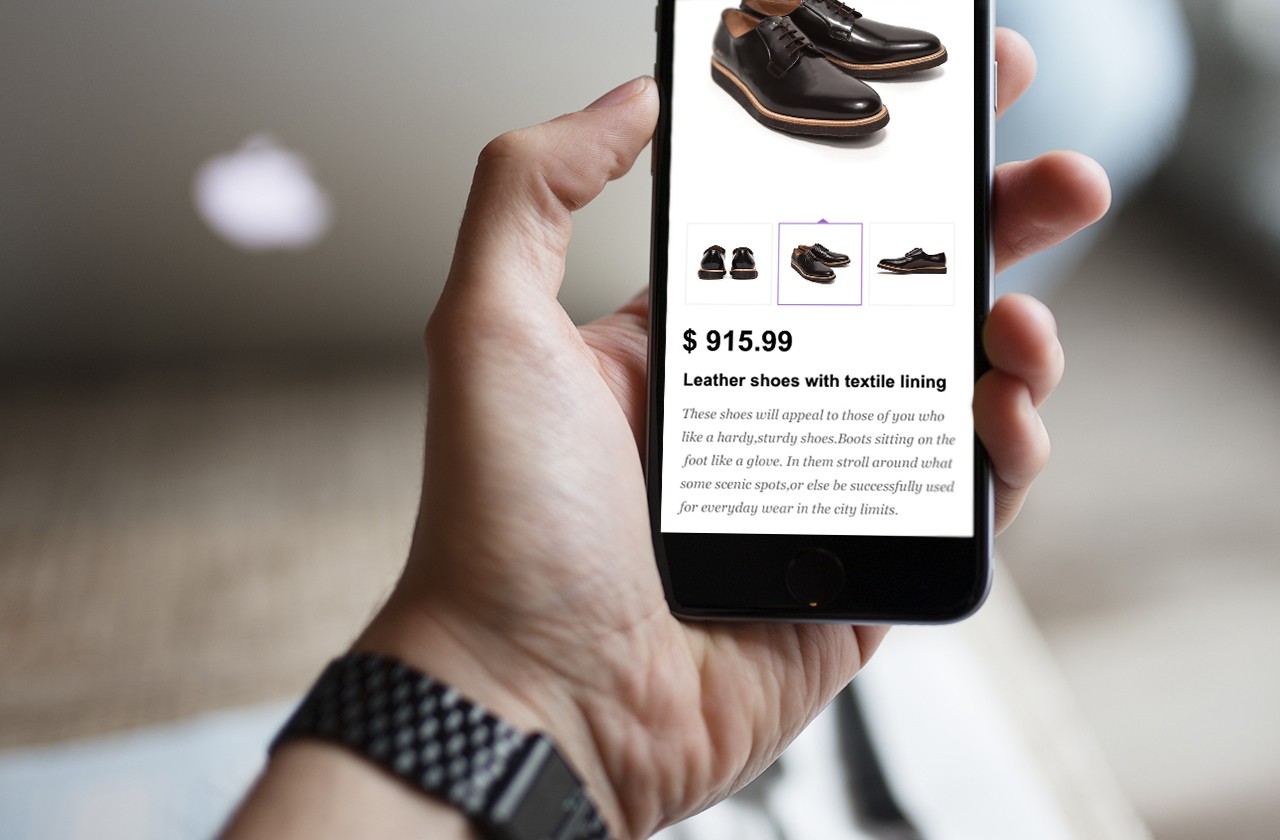 $ 915.99
Leather shoes with textile lining
These shoes will appeal to those of you who
like a hardy,sturdy shoes.Boots sitting on the
foot like a glove. In them stroll around what
some scenic spots,or else be successfully used
for everyday wear in the city limits.